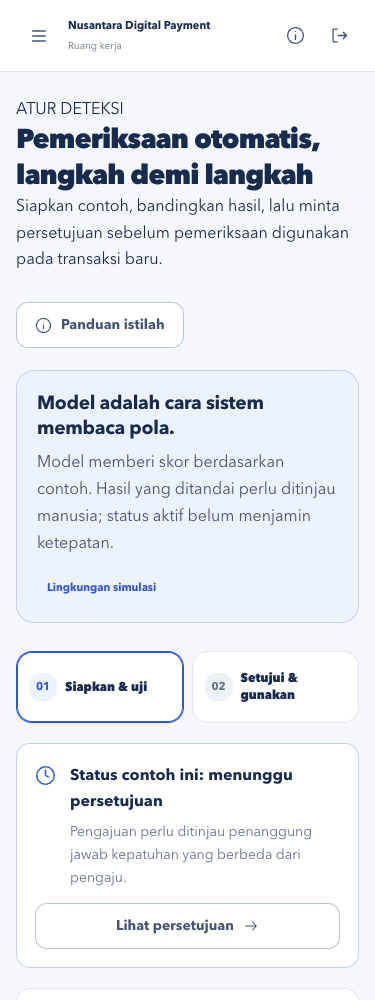 Nusantara Digital Payment
Ruang kerja
ATUR DETEKSI
Pemeriksaan otomatis,
langkah demi langkah
Siapkan contoh, bandingkan hasil, lalu minta
persetujuan sebelum pemeriksaan digunakan
pada transaksi baru.
Panduan istilah
Model adalah cara sistem
membaca pola.
Model memberi skor berdasarkan
contoh. Hasil yang ditandai perlu ditinjau
manusia; status aktif belum menjamin
ketepatan.
Lingkungan simulasi
01 Siapkan & uji
02 Setujui &
gunakan
Status contoh ini: menunggu
persetujuan
Pengajuan perlu ditinjau penanggung
jawab kepatuhan yang berbeda dari
pengaju.
Lihat persetujuan